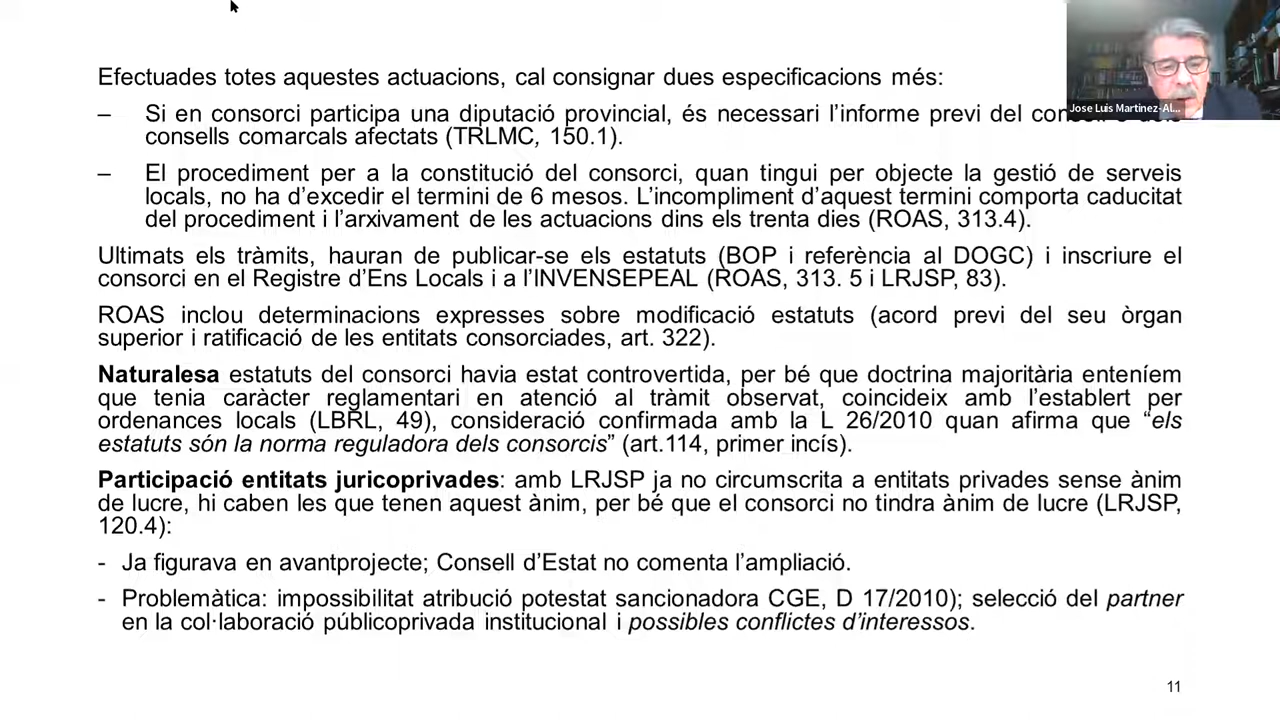 Efectuades totes aquestes actuacions, cal consignar dues especificacions més:
– Si en consorci participa una diputació provincial, és necessari l’informe previ del
consells comarcals afectats (TRLMC, 150.1).
– El procediment per a la constitució del consorci, quan tingui per objecte la gestió de serveis
locals, no ha d’excedir el termini de 6 mesos. L’incompliment d’aquest termini comporta caducitat
del procediment i l’arxivament de les actuacions dins els trenta dies (ROAS, 313.4).
Ultimats els tràmits, hauran de publicar-se els estatuts (BOP i referència al DOGC) i inscriure el
consorci en el Registre d’Ens Locals i a l’INVENSEPEAL (ROAS, 313. 5 i LRJSP, 83).
ROAS inclou determinacions expresses sobre modificació estatuts (acord previ del seu òrgan
superior i ratificació de les entitats consorciades, art. 322).
Naturalesa estatuts del consorci havia estat controvertida, per bé que doctrina majoritària enteníem
que tenia caràcter reglamentari en atenció al tràmit observat, coincideix amb l’establert per
ordenances locals (LBRL, 49), consideració confirmada amb la L 26/2010 quan afirma que “els
estatuts són la norma reguladora dels consorcis” (art.114, primer incís).
Participació entitats juricoprivades: amb LRJSP ja no circumscrita a entitats privades sense ànim
de lucre, hi caben les que tenen aquest ànim, per bé que el consorci no tindra ànim de lucre (LRJSP,
120.4):
- Ja figurava en avantprojecte; Consell d’Estat no comenta l’ampliació.
- Problemàtica: impossibilitat atribució potestat sancionadora CGE, D 17/2010); selecció del partner
en la col·laboració públicoprivada institucional i possibles conflictes d’interessos.
Jose Luis Martinez-Al...
11